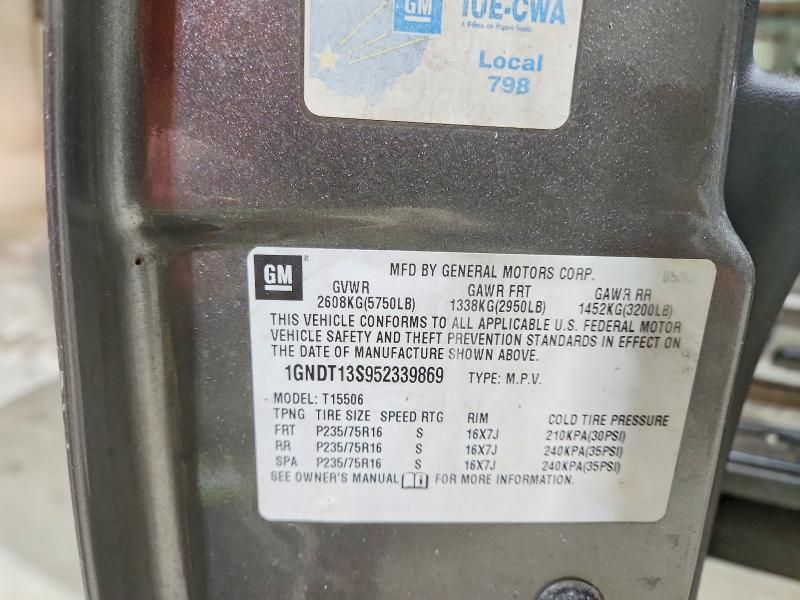 GM
IUE-CWA
Local
798
GM
MFD BY GENERAL MOTORS CORP.
GVWR GAWR FRT GAWR RR
2608KG(5750LB) 1338KG(2950LB) 1452KG(3200LB)
THIS VEHICLE CONFORMS TO ALL APPLICABLE U.S. FEDERAL MOTOR
VEHICLE SAFETY AND THEFT PREVENTION STANDARDS IN EFFECT ON
THE DATE OF MANUFACTURE SHOWN ABOVE.
1GNDT13S952339869 TYPE: M.P.V.
MODEL: T15506
TPNG TIRE SIZE SPEED RTG RIM COLD TIRE PRESSURE
FRT P235/75R16 S 16X7J 210KPA(30PSI)
RR P235/75R16 S 16X7J 240KPA(35PSI)
SPA P235/75R16 S 16X7J 240KPA(35PSI)
SEE OWNER'S MANUAL FOR MORE INFORMATION.